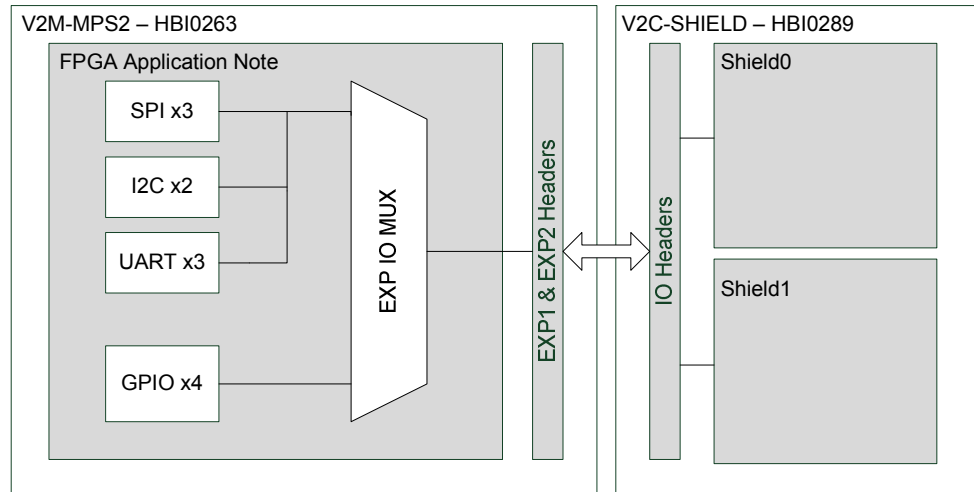 V2M-MPS2 – HBI0263
V2C-SHIELD – HBI0289
FPGA Application Note
SPI x3
I2C x2
UART x3
GPIO x4
EXP IO MUX
EXP1 & EXP2 Headers
IO Headers
Shield0
Shield1